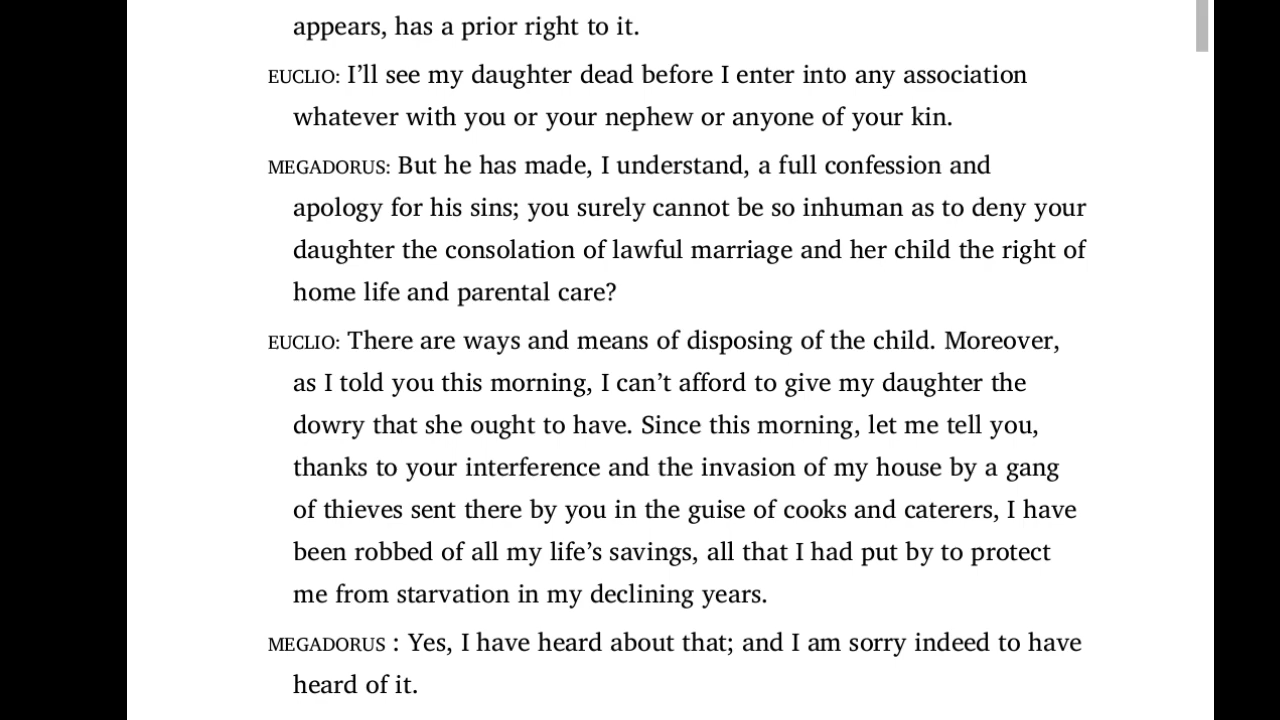 appears, has a prior right to it.
EUCLIO: I’ll see my daughter dead before I enter into any association
whatever with you or your nephew or anyone of your kin.
MEGADORUS: But he has made, I understand, a full confession and
apology for his sins; you surely cannot be so inhuman as to deny your
daughter the consolation of lawful marriage and her child the right of
home life and parental care?
EUCLIO: There are ways and means of disposing of the child. Moreover,
as I told you this morning, I can’t afford to give my daughter the
dowry that she ought to have. Since this morning, let me tell you,
thanks to your interference and the invasion of my house by a gang
of thieves sent there by you in the guise of cooks and caterers, I have
been robbed of all my life’s savings, all that I had put by to protect
me from starvation in my declining years.
MEGADORUS : Yes, I have heard about that; and I am sorry indeed to have
heard of it.